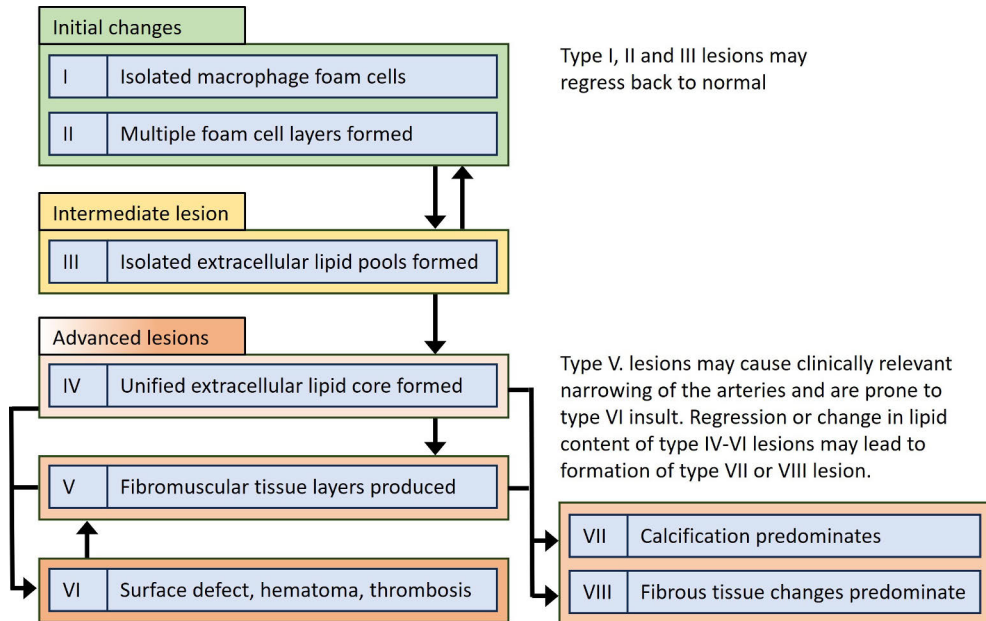 Initial changes
I Isolated macrophage foam cells
II Multiple foam cell layers formed
Type I, II and III lesions may
regress back to normal
Intermediate lesion
III Isolated extracellular lipid pools formed
Advanced lesions
IV Unified extracellular lipid core formed
V Fibromuscular tissue layers produced
VI Surface defect, hematoma, thrombosis
Type V. lesions may cause clinically relevant
narrowing of the arteries and are prone to
type VI insult. Regression or change in lipid
content of type IV-VI lesions may lead to
formation of type VII or VIII lesion.
VII Calcification predominates
VIII Fibrous tissue changes predominate